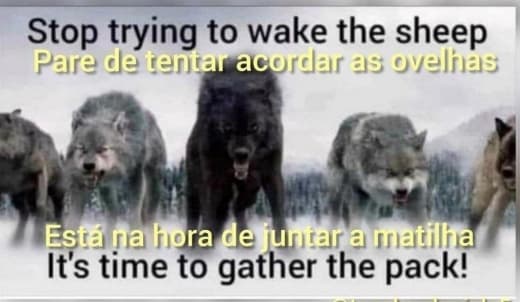 Stop trying to wake the sheep
Pare de tentar acordar as ovelhas
Está na hora de juntar a matilha
It's time to gather the pack!